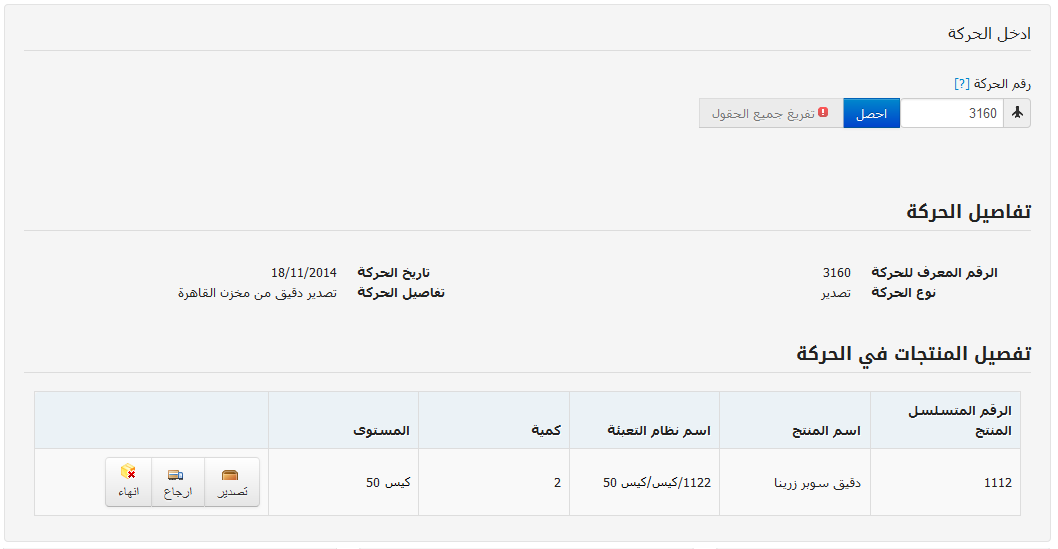 ادخل الحركة
رقم الحركة [?]
3160 احصل تفريغ جميع الحقول
تفاصيل الحركة
الرقم المعرف للحركة 3160 تاريخ الحركة 18/11/2014
نوع الحركة تصدير تفاصيل الحركة تصدير دقيق من مخزن القاهرة
تفصيل المنتجات في الحركة
الرقم المتسلسل
المنتج اسم المنتج اسم نظام التعبئة كمية المستوى
1112 دقيق سوبر زرينا 1122/كيس/كيس 50 2 كيس 50
تصدير ارجاع انهاء